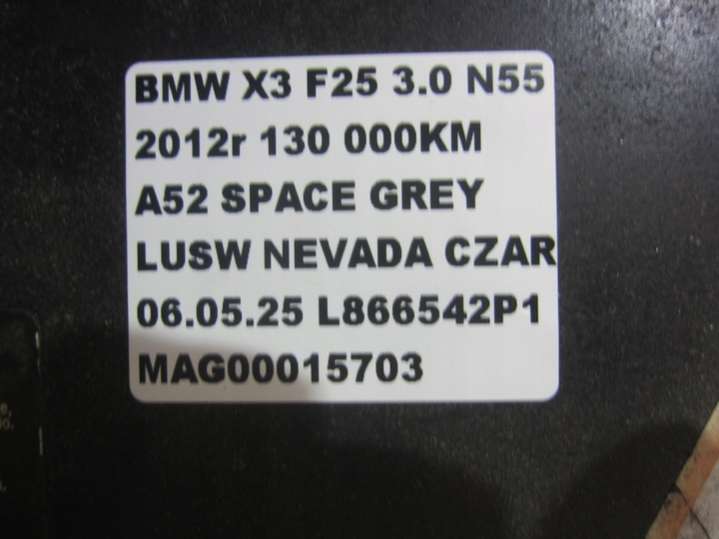 BMW X3 F25 3.0 N55
2012r 130 000KM
A52 SPACE GREY
LUSW NEVADA CZAR
06.05.25 L866542P1
MAG00015703